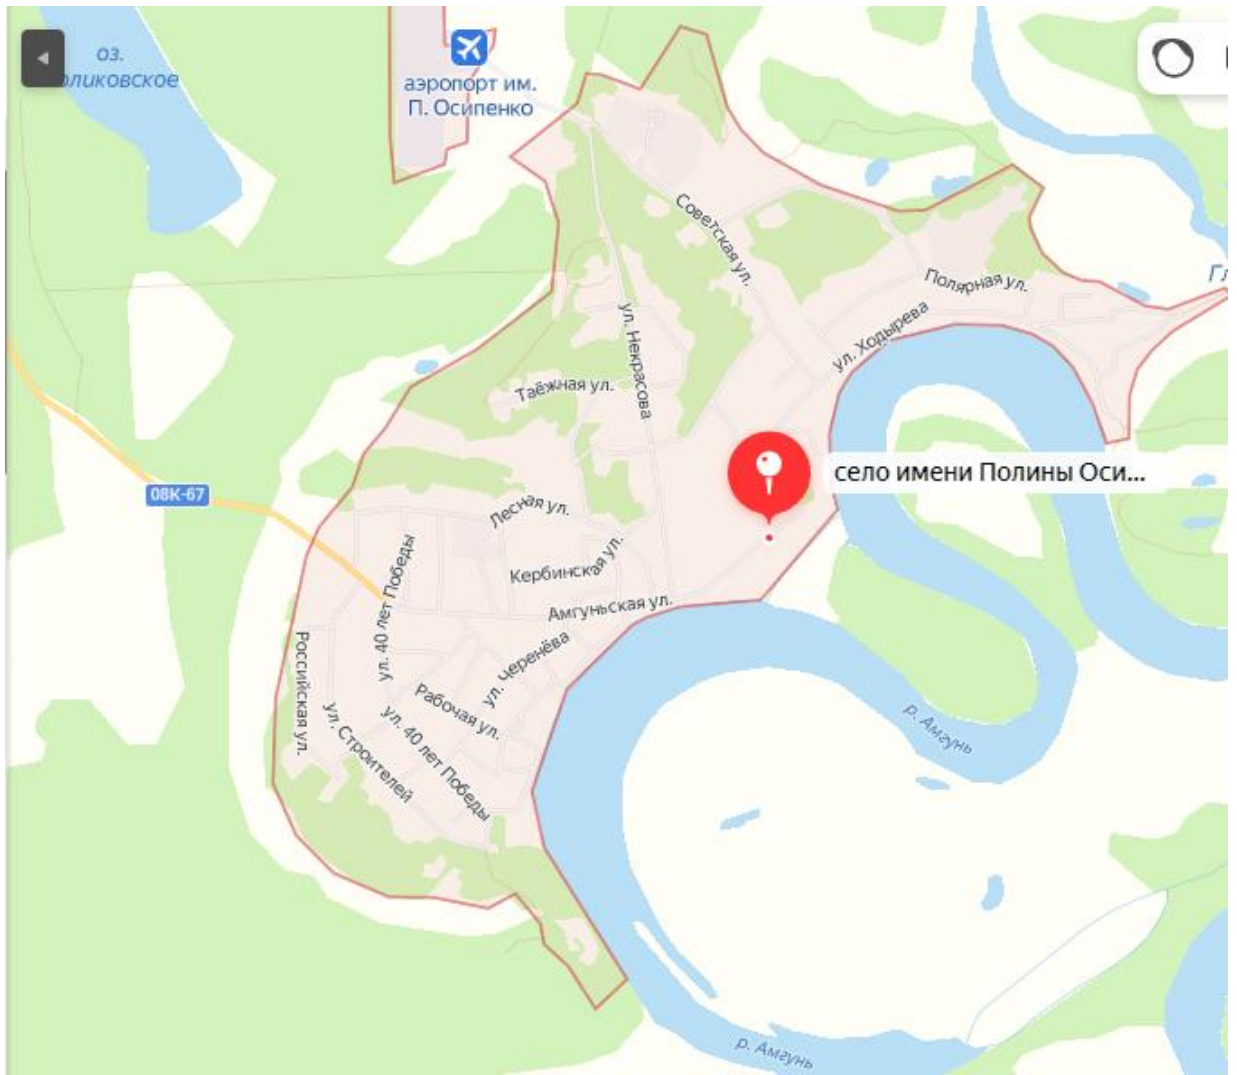 оз.
аэропорт им.
П. Осипенко
Советская ул.
Полярная ул.
ул. Ходырева
ул. Некрасова
Таёжная ул.
село имени Полины Оси...
08К-67
Лесная ул.
ул. 40 лет Победы
Кербинская ул.
Амгуньская ул.
ул. Черенёва
Российская ул.
Рабочая ул.
ул. Строителей
ул. 40 лет Победы
р. Амгунь
р. Амгунь